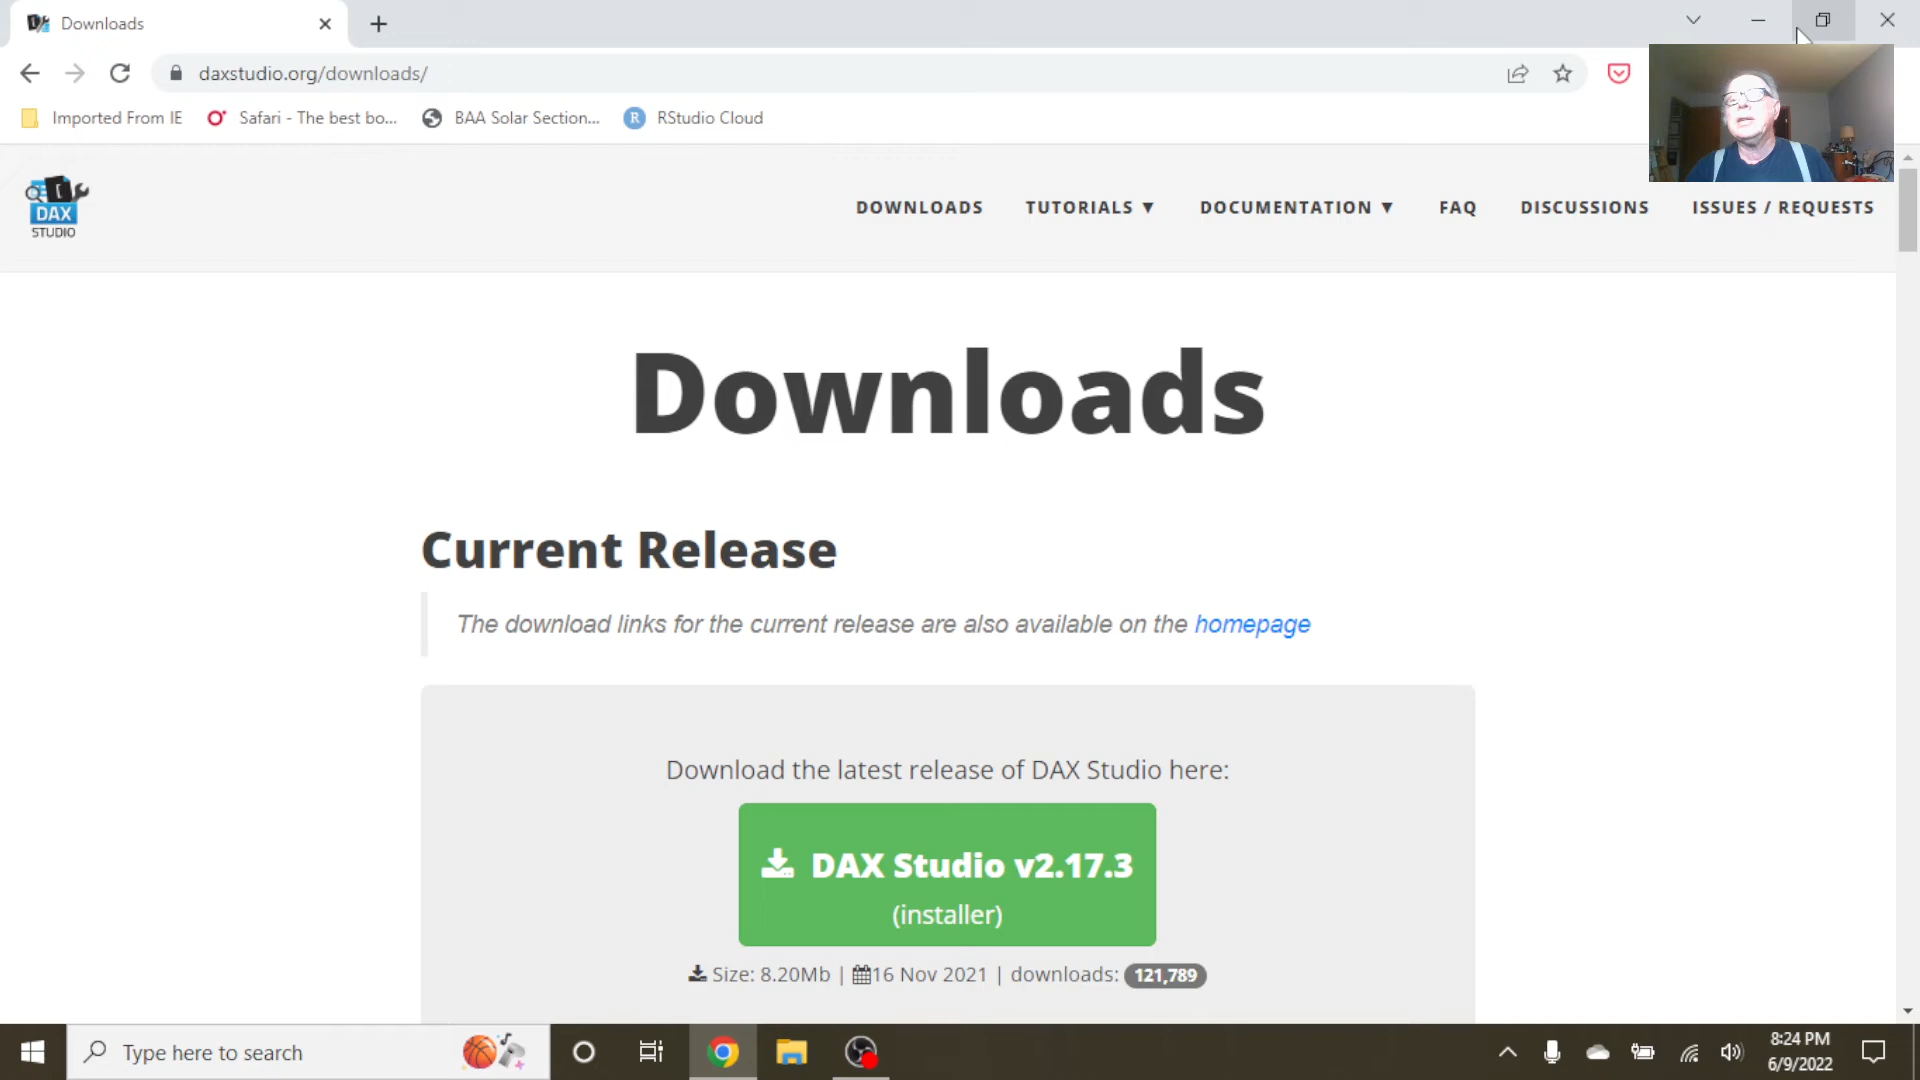 Downloads
daxstudio.org/downloads/
Imported From IE
Safari - The best bo...
BAA Solar Section...
R
RStudio Cloud
DAX
STUDIO
DOWNLOADS
TUTORIALS ▼
DOCUMENTATION ▼
FAQ
DISCUSSIONS
ISSUES / REQUESTS
Downloads
Current Release
The download links for the current release are also available on the homepage
Download the latest release of DAX Studio here:
DAX Studio v2.17.3
(installer)
Size: 8.20Mb | 16 Nov 2021 | downloads: 121,789
Type here to search
8:24 PM
6/9/2022